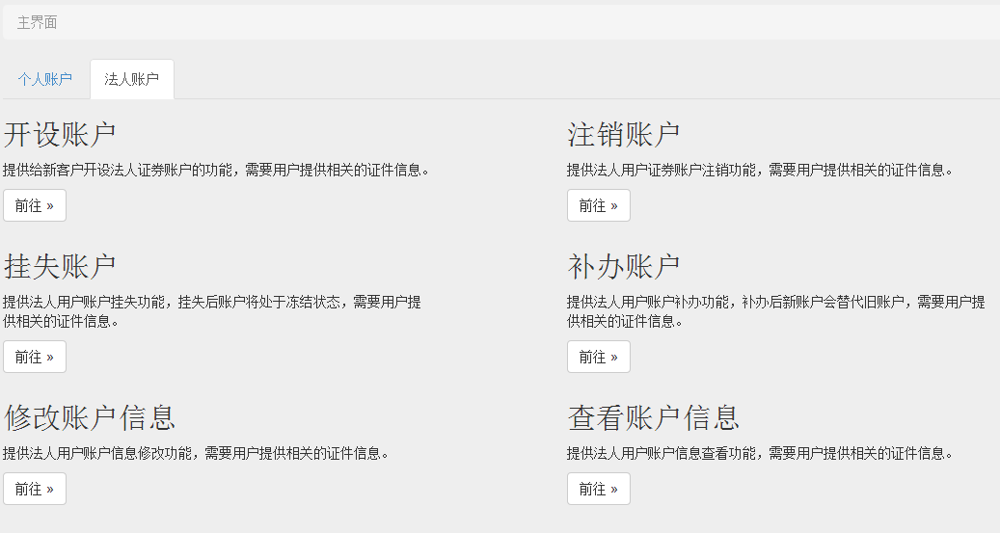 主界面
个人账户
法人账户
开设账户
提供给新客户开设法人证券账户的功能，需要用户提供相关的证件信息。
前往 »
注销账户
提供法人用户证券账户注销功能，需要用户提供相关的证件信息。
前往 »
挂失账户
提供法人用户账户挂失功能，挂失后账户将处于冻结状态，需要用户提
供相关的证件信息。
前往 »
补办账户
提供法人用户账户补办功能，补办后新账户会替代旧账户，需要用户提
供相关的证件信息。
前往 »
修改账户信息
提供法人用户账户信息修改功能，需要用户提供相关的证件信息。
前往 »
查看账户信息
提供法人用户账户信息查看功能，需要用户提供相关的证件信息。
前往 »